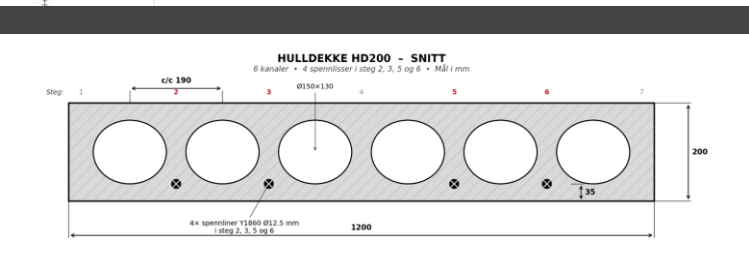 HULLDEKKE HD200 – SNITT
6 kanaler • 4 spennlisser i steg 2, 3, 5 og 6 • Mål i mm
c/c 190
Ø150×130
Steg: 1 2 3 4 5 6 7
200
35
4× spennliner Y1860 Ø12.5 mm
i steg 2, 3, 5 og 6
1200